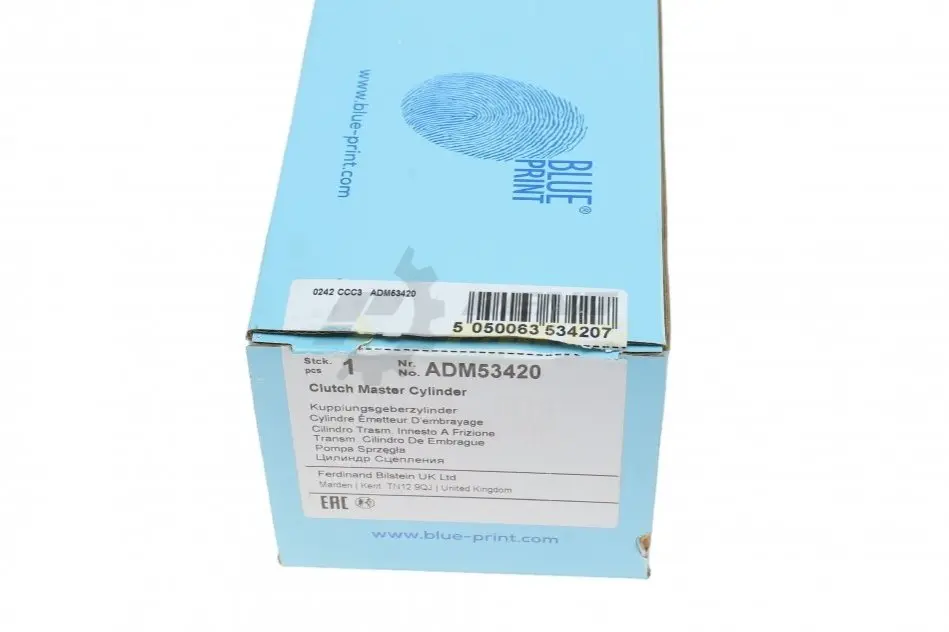 www.blue-print.com
BLUE
PRINT®
0242 CCC3 ADM53420
5 050063 534207
Stck.
pcs 1
Nr.
No. ADM53420
Clutch Master Cylinder
Kupplungsgeberzylinder
Cylindre Émetteur D'embrayage
Cilindro Trasm. Innesto A Frizione
Transm. Cilindro De Embrague
Pompa Sprzęgła
Цилиндр Сцепления
Ferdinand Bilstein UK Ltd
Marden | Kent. TN12 9QJ | United Kingdom
EAC
www.blue-print.com